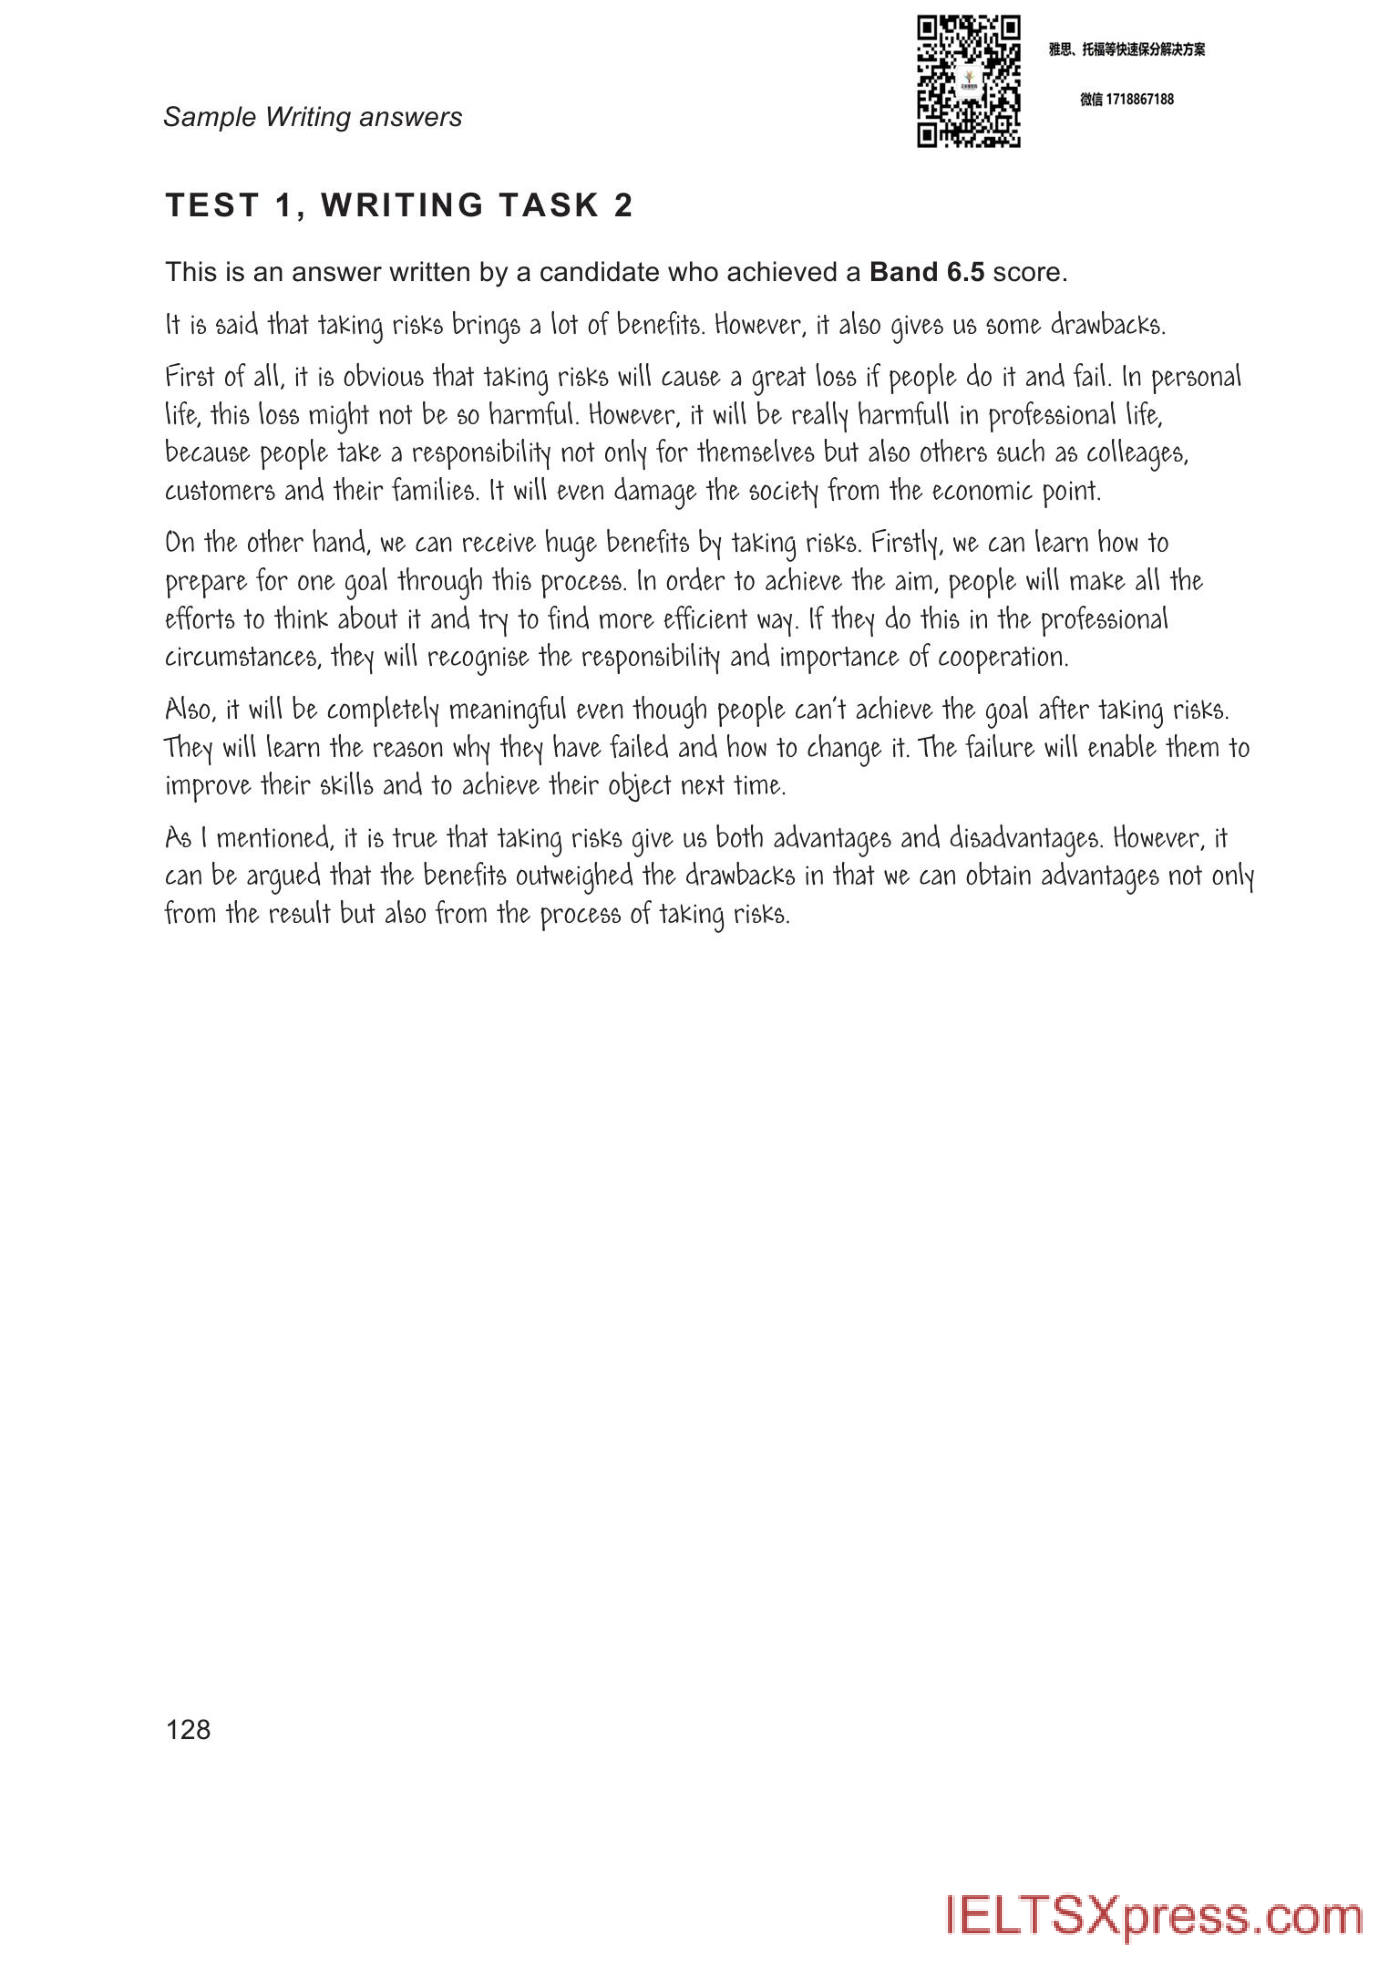 雅思、托福等快速保分解决方案
微信 1718867188
Sample Writing answers
TEST 1, WRITING TASK 2
This is an answer written by a candidate who achieved a Band 6.5 score.
It is said that taking risks brings a lot of benefits. However, it also gives us some drawbacks.
First of all, it is obvious that taking risks will cause a great loss if people do it and fail. In personal
life, this loss might not be so harmful. However, it will be really harmfull in professional life,
because people take a responsibility not only for themselves but also others such as colleages,
customers and their families. It will even damage the society from the economic point.
On the other hand, we can receive huge benefits by taking risks. Firstly, we can learn how to
prepare for one goal through this process. In order to achieve the aim, people will make all the
efforts to think about it and try to find more efficient way. If they do this in the professional
circumstances, they will recognise the responsibility and importance of cooperation.
Also, it will be completely meaningful even though people can't achieve the goal after taking risks.
They will learn the reason why they have failed and how to change it. The failure will enable them to
improve their skills and to achieve their object next time.
As I mentioned, it is true that taking risks give us both advantages and disadvantages. However, it
can be argued that the benefits outweighed the drawbacks in that we can obtain advantages not only
from the result but also from the process of taking risks.
128
IELTSXpress.com